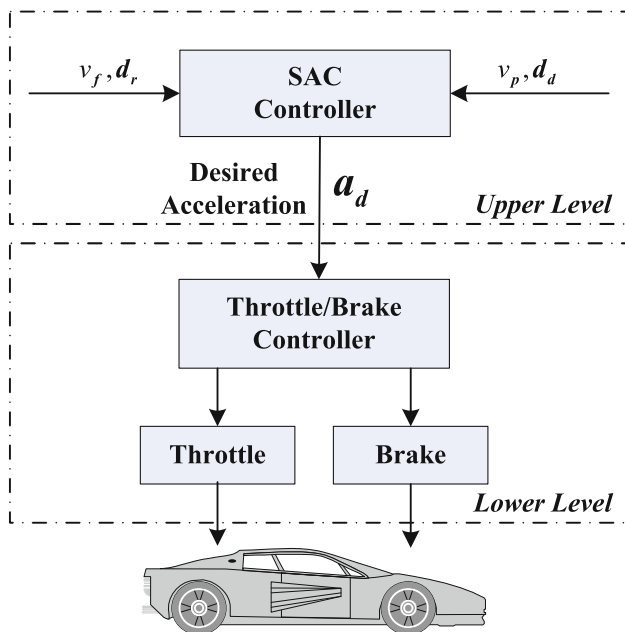 v_f, d_r
SAC
Controller
v_p, d_d
Desired
Acceleration
a_d
Upper Level
Throttle/Brake
Controller
Throttle
Brake
Lower Level